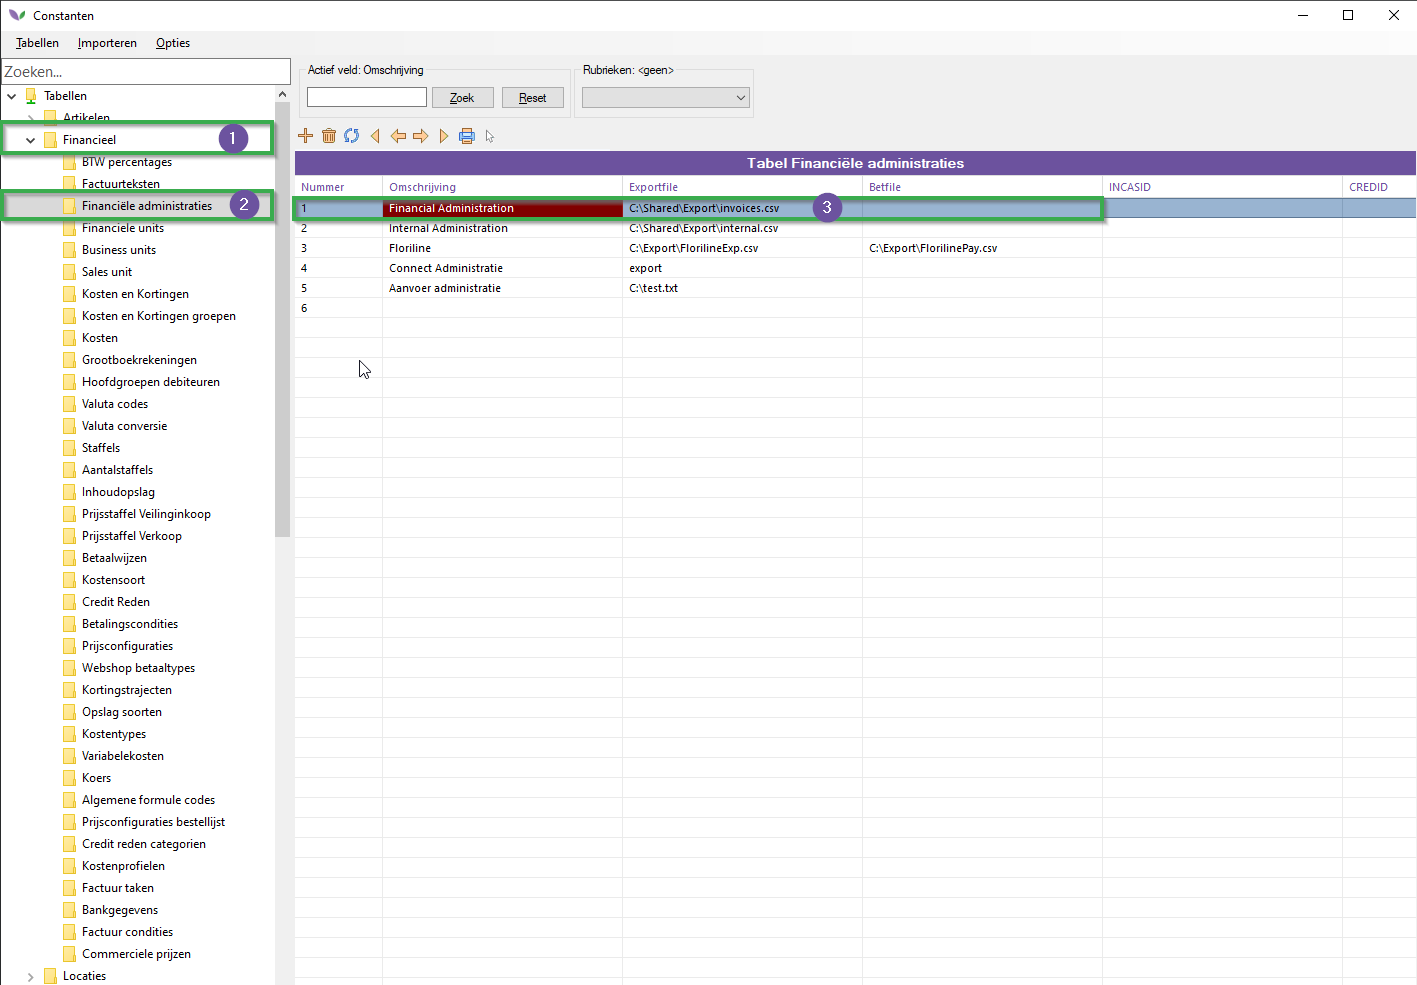 Constanten
Tabellen Importeren Opties
Zoeken...
Tabellen
Artikelen
Financieel 1
BTW percentages
Factuurteksten
Financiële administraties 2
Financiële units
Business units
Sales unit
Kosten en Kortingen
Kosten en Kortingen groepen
Kosten
Grootboekrekeningen
Hoofdgroepen debiteuren
Valuta codes
Valuta conversie
Staffels
Aantalstaffels
Inhoudopslag
Prijsstaffel Veilinginkoop
Prijsstaffel Verkoop
Betaalwijzen
Kostensoort
Credit Reden
Betalingscondities
Prijsconfiguraties
Webshop betaaltypes
Kortingstrajecten
Opslag soorten
Kostentypes
Variabelekosten
Koers
Algemene formule codes
Prijsconfiguraties bestellijst
Credit reden categorien
Kostenprofielen
Factuur taken
Bankgegevens
Factuur condities
Commerciele prijzen
Locaties
Actief veld: Omschrijving
Zoek Reset
Rubrieken: <geen>
Tabel Financiële administraties
Nummer Omschrijving Exportfile Betfile INCASID CREDID
1 Financial Administration C:\Shared\Export\invoices.csv 3
2 Internal Administration C:\Shared\Export\internal.csv
3 Floriline C:\Export\FlorilineExp.csv C:\Export\FlorilinePay.csv
4 Connect Administratie export
5 Aanvoer administratie C:\test.txt
6